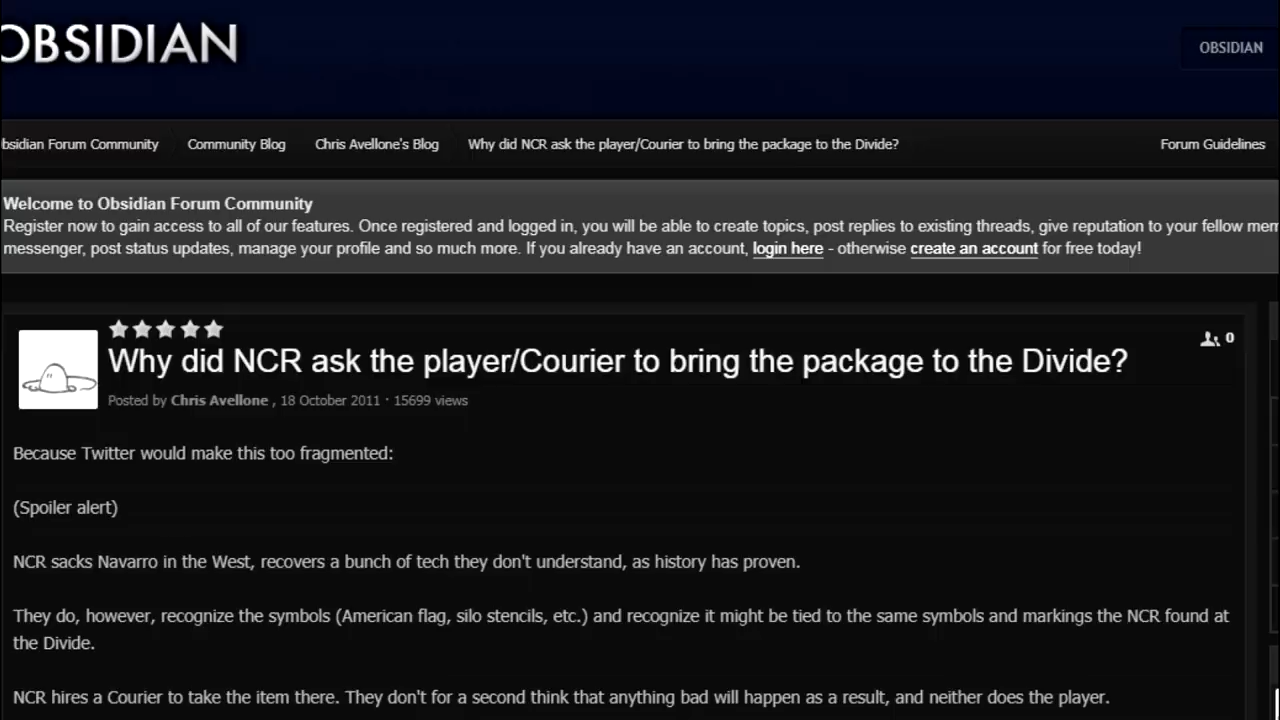 OBSIDIAN
OBSIDIAN
bsidian Forum Community Community Blog Chris Avellone's Blog Why did NCR ask the player/Courier to bring the package to the Divide? Forum Guidelines
Welcome to Obsidian Forum Community
Register now to gain access to all of our features. Once registered and logged in, you will be able to create topics, post replies to existing threads, give reputation to your fellow mem
messenger, post status updates, manage your profile and so much more. If you already have an account, login here - otherwise create an account for free today!
0
Why did NCR ask the player/Courier to bring the package to the Divide?
Posted by Chris Avellone , 18 October 2011 · 15699 views
Because Twitter would make this too fragmented:
(Spoiler alert)
NCR sacks Navarro in the West, recovers a bunch of tech they don't understand, as history has proven.
They do, however, recognize the symbols (American flag, silo stencils, etc.) and recognize it might be tied to the same symbols and markings the NCR found at
the Divide.
NCR hires a Courier to take the item there. They don't for a second think that anything bad will happen as a result, and neither does the player.